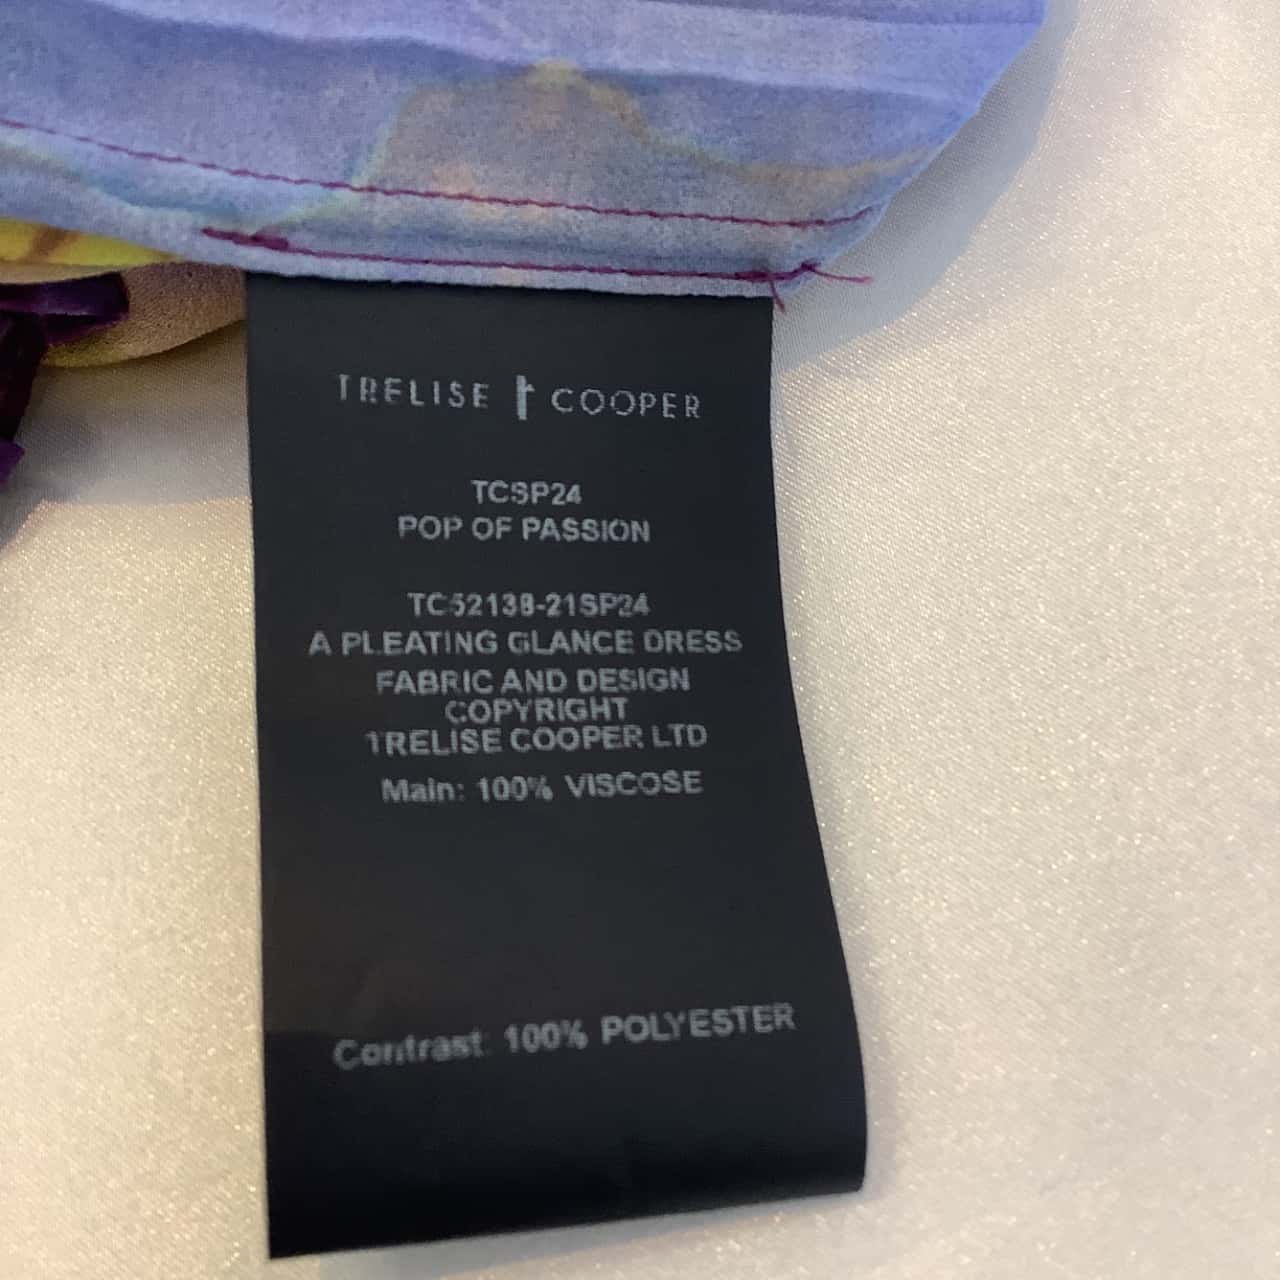 TRELISE COOPER
TCSP24
POP OF PASSION
TC52138-21SP24
A PLEATING GLANCE DRESS
FABRIC AND DESIGN
COPYRIGHT
TRELISE COOPER LTD
Main: 100% VISCOSE
Contrast: 100% POLYESTER